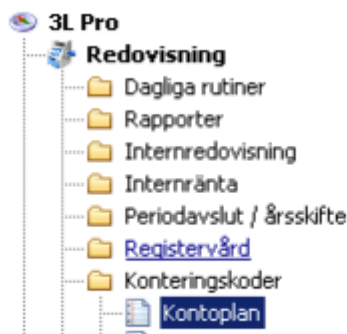 3L Pro
Redovisning
Dagliga rutiner
Rapporter
Internredovisning
Internränta
Periodavslut / årsskifte
Registervård
Konteringskoder
Kontoplan